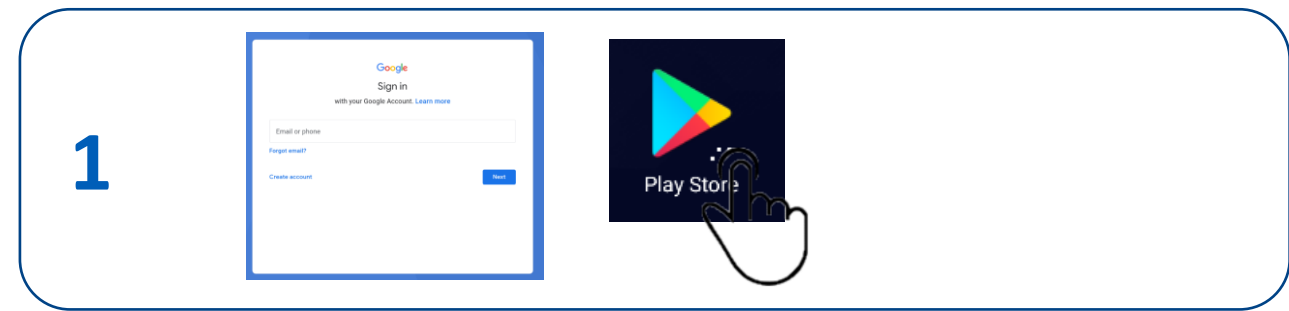 1
Google
Sign in
with your Google Account. Learn more
Email or phone
Forgot email?
Create account
Next
Play Store